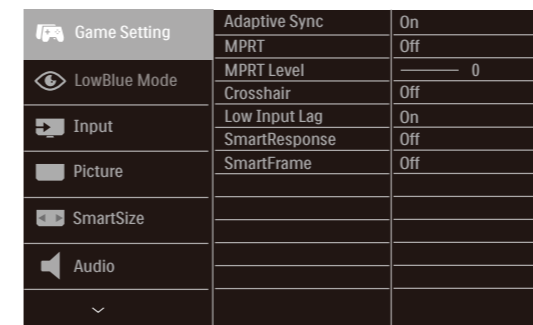 Game Setting
LowBlue Mode
Input
Picture
SmartSize
Audio
Adaptive Sync On
MPRT Off
MPRT Level 0
Crosshair Off
Low Input Lag On
SmartResponse Off
SmartFrame Off